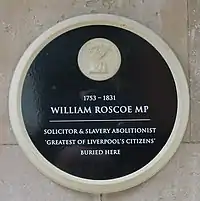 1753 – 1831
WILLIAM ROSCOE MP
SOLICITOR & SLAVERY ABOLITIONIST
'GREATEST OF LIVERPOOL'S CITIZENS'
BURIED HERE